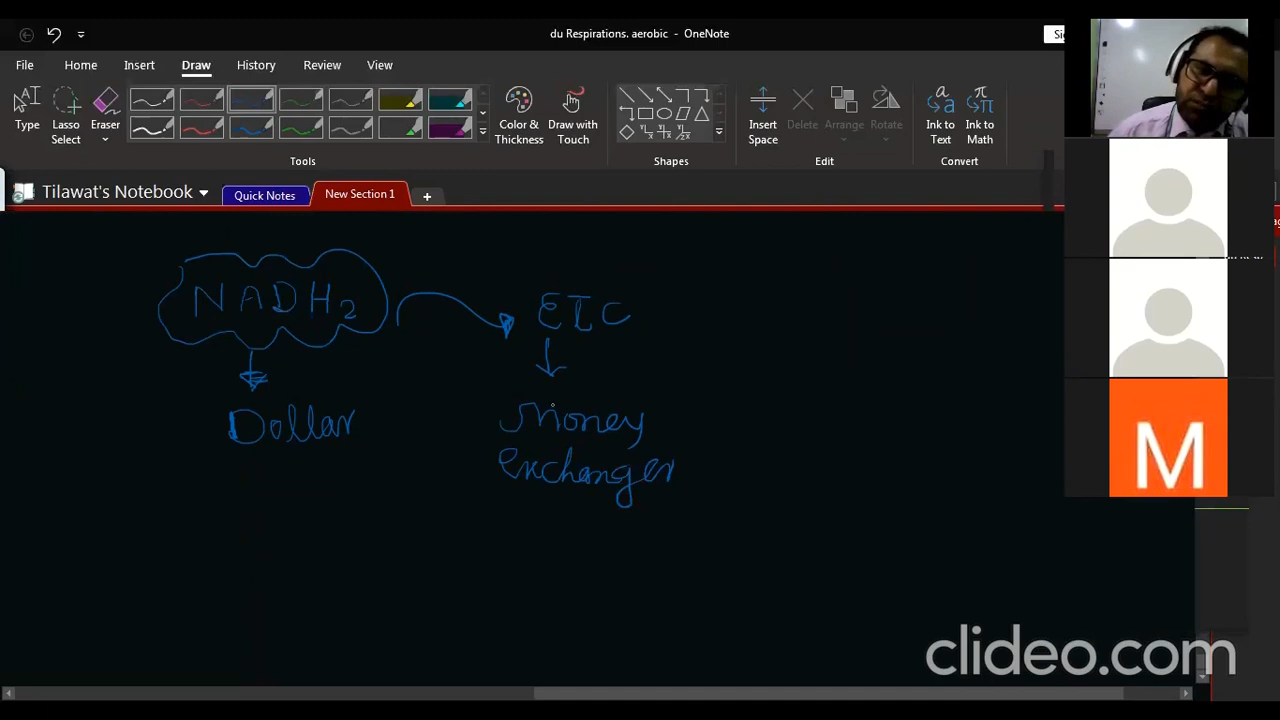 du Respirations. aerobic - OneNote
File Home Insert Draw History Review View
Type
Lasso Select
Eraser
Color & Thickness
Draw with Touch
Insert Space
Delete
Arrange
Rotate
Ink to Text
Ink to Math
Tools
Shapes
Edit
Convert
Tilawat's Notebook
Quick Notes
New Section 1
NADH2
ETC
Dollar
Money
exchanger
M
clideo.com